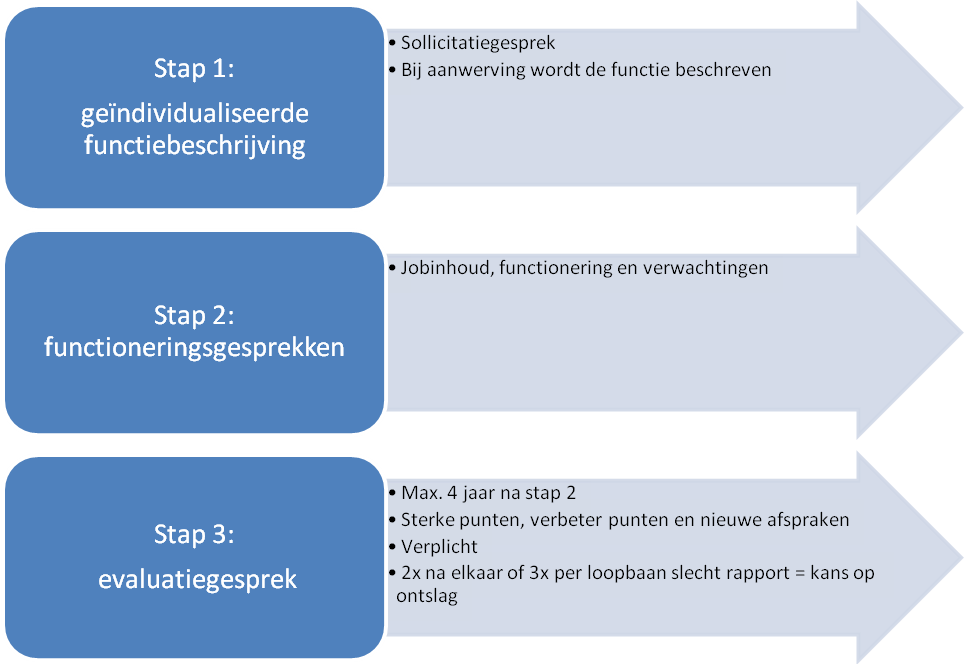 Stap 1:
geïndividualiseerde
functiebeschrijving
• Sollicitatiegesprek
• Bij aanwerving wordt de functie beschreven
Stap 2:
functioneringsgesprekken
• Jobinhoud, functionering en verwachtingen
Stap 3:
evaluatiegesprek
• Max. 4 jaar na stap 2
• Sterke punten, verbeter punten en nieuwe afspraken
• Verplicht
• 2x na elkaar of 3x per loopbaan slecht rapport = kans op
ontslag